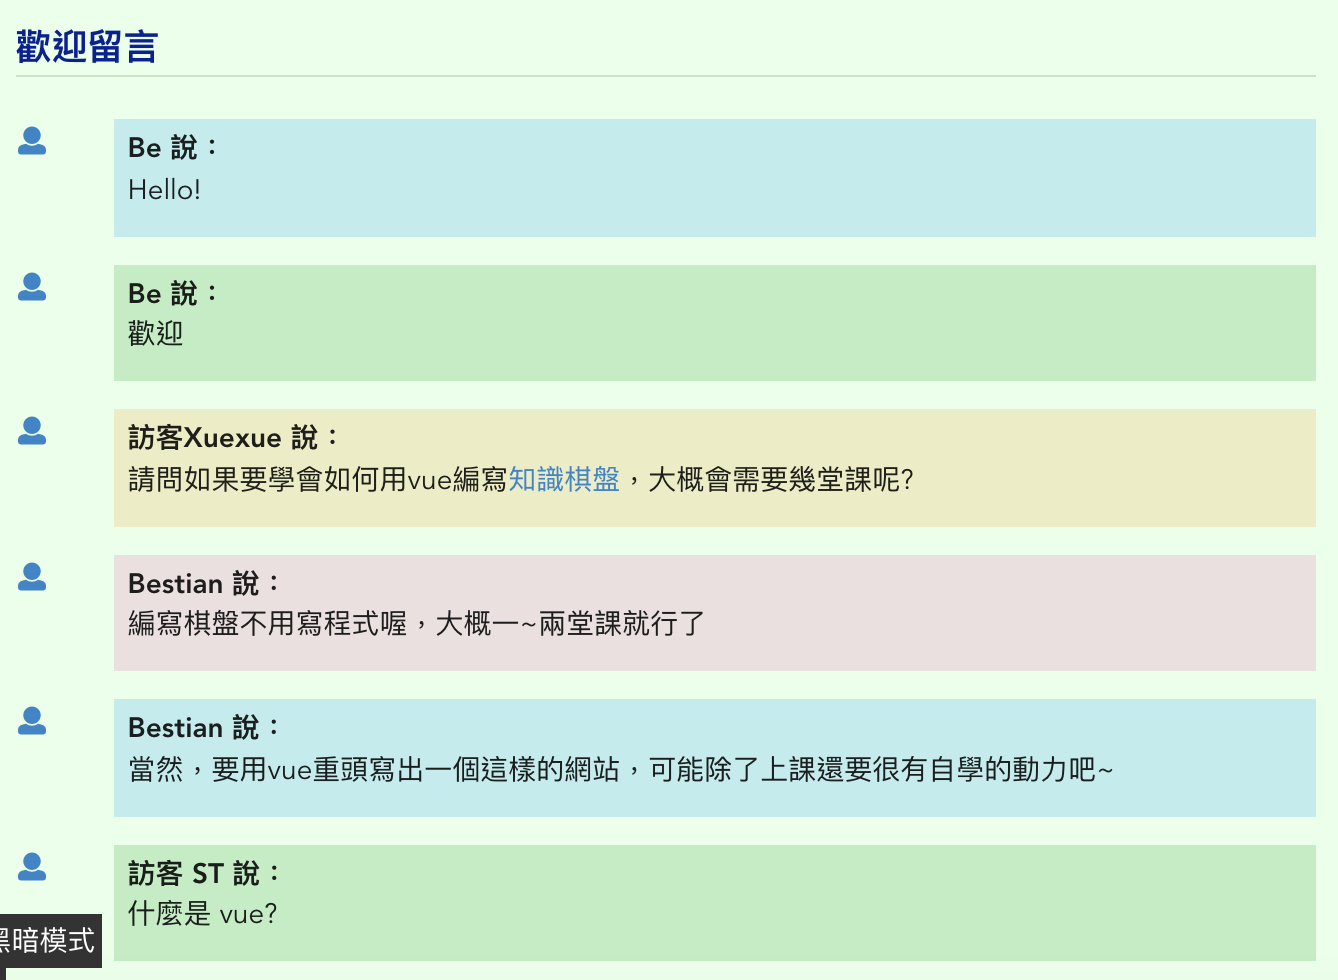 歡迎留言
Be 說：
Hello!
Be 說：
歡迎
訪客Xuexue 說：
請問如果要學會如何用vue編寫知識棋盤，大概會需要幾堂課呢?
Bestian 說：
編寫棋盤不用寫程式喔，大概一~兩堂課就行了
Bestian 說：
當然，要用vue重頭寫出一個這樣的網站，可能除了上課還要很有自學的動力吧~
訪客 ST 說：
什麼是 vue?
黑暗模式